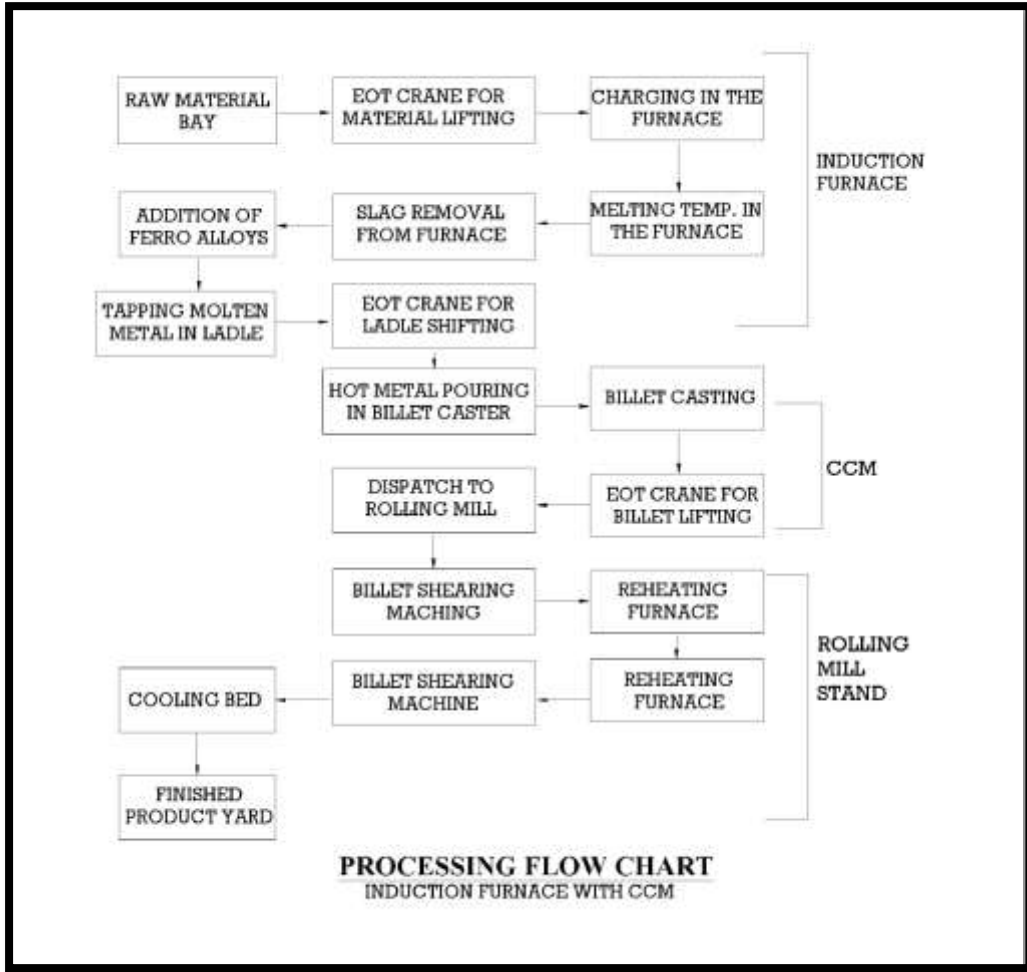 RAW MATERIAL
BAY
EOT CRANE FOR
MATERIAL LIFTING
CHARGING IN THE
FURNACE
INDUCTION
FURNACE
ADDITION OF
FERRO ALLOYS
SLAG REMOVAL
FROM FURNACE
MELTING TEMP. IN
THE FURNACE
TAPPING MOLTEN
METAL IN LADLE
EOT CRANE FOR
LADLE SHIFTING
HOT METAL POURING
IN BILLET CASTER
BILLET CASTING
CCM
DISPATCH TO
ROLLING MILL
EOT CRANE FOR
BILLET LIFTING
BILLET SHEARING
MACHING
REHEATING
FURNACE
ROLLING
MILL
STAND
COOLING BED
BILLET SHEARING
MACHINE
REHEATING
FURNACE
FINISHED
PRODUCT YARD
PROCESSING FLOW CHART
INDUCTION FURNACE WITH CCM